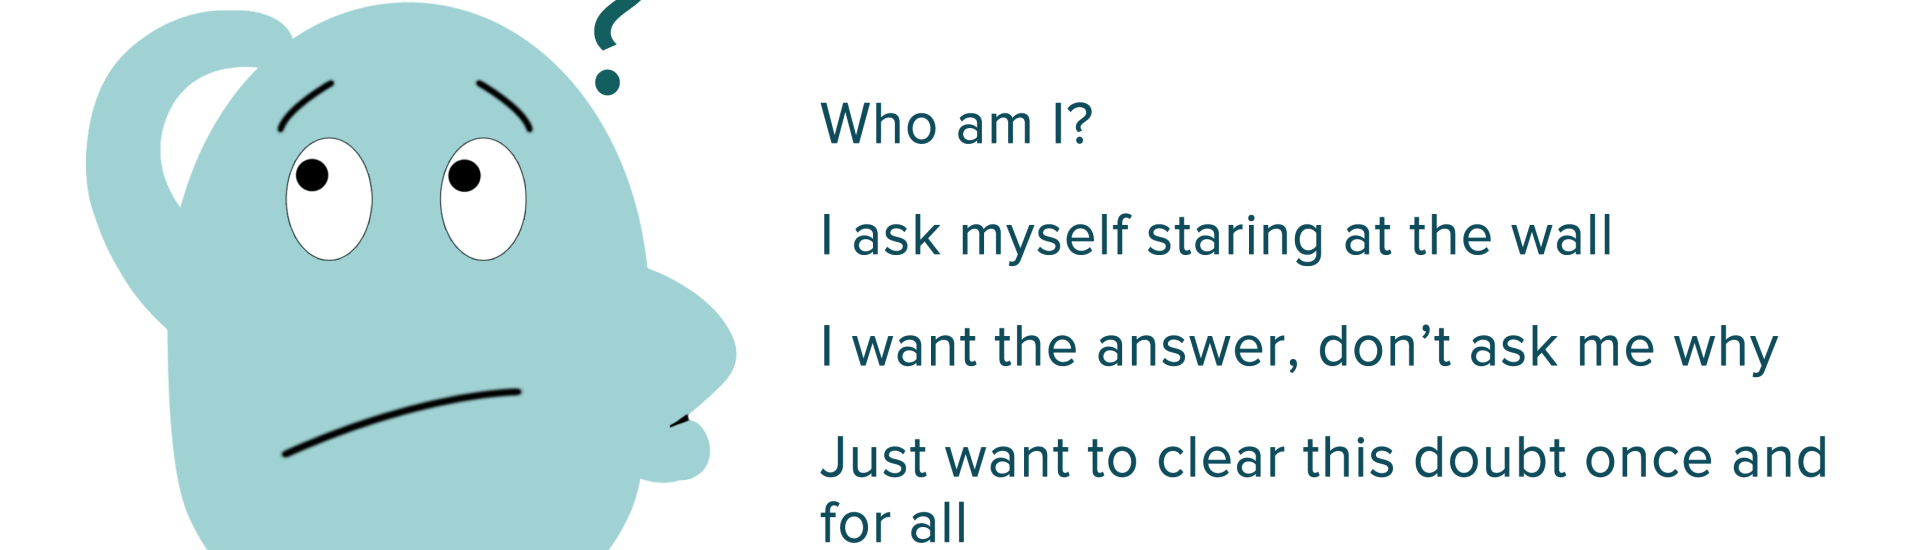 ?
Who am I?
I ask myself staring at the wall
I want the answer, don’t ask me why
Just want to clear this doubt once and
for all